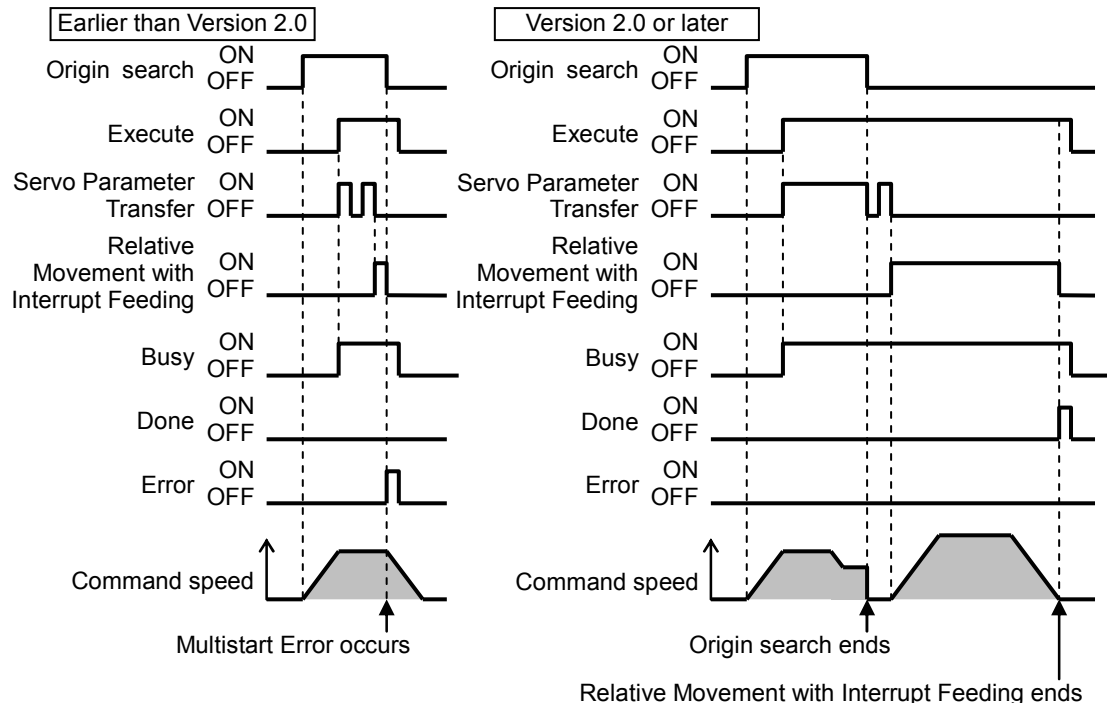 Earlier than Version 2.0
Origin search
ON
OFF
Execute
ON
OFF
Servo Parameter
Transfer
ON
OFF
Relative
Movement with
Interrupt Feeding
ON
OFF
Busy
ON
OFF
Done
ON
OFF
Error
ON
OFF
Command speed
Multistart Error occurs
Version 2.0 or later
Origin search
ON
OFF
Execute
ON
OFF
Servo Parameter
Transfer
ON
OFF
Relative
Movement with
Interrupt Feeding
ON
OFF
Busy
ON
OFF
Done
ON
OFF
Error
ON
OFF
Command speed
Origin search ends
Relative Movement with Interrupt Feeding ends